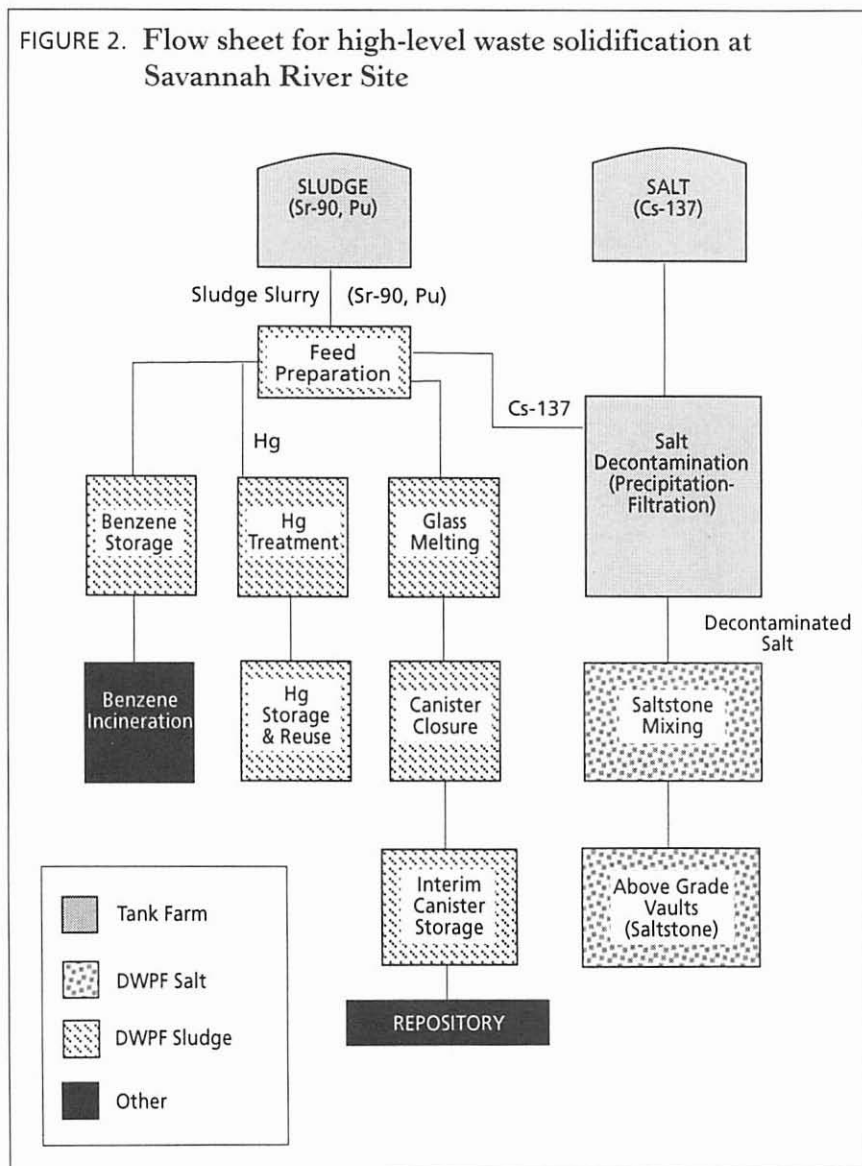 FIGURE 2. Flow sheet for high-level waste solidification at
Savannah River Site
SLUDGE
(Sr-90, Pu)
SALT
(Cs-137)
Sludge Slurry (Sr-90, Pu)
Feed
Preparation
Cs-137
Hg
Salt
Decontamination
(Precipitation-
Filtration)
Benzene
Storage
Hg
Treatment
Glass
Melting
Decontaminated
Salt
Benzene
Incineration
Hg
Storage
& Reuse
Canister
Closure
Saltstone
Mixing
Interim
Canister
Storage
Above Grade
Vaults
(Saltstone)
REPOSITORY
Tank Farm
DWPF Salt
DWPF Sludge
Other